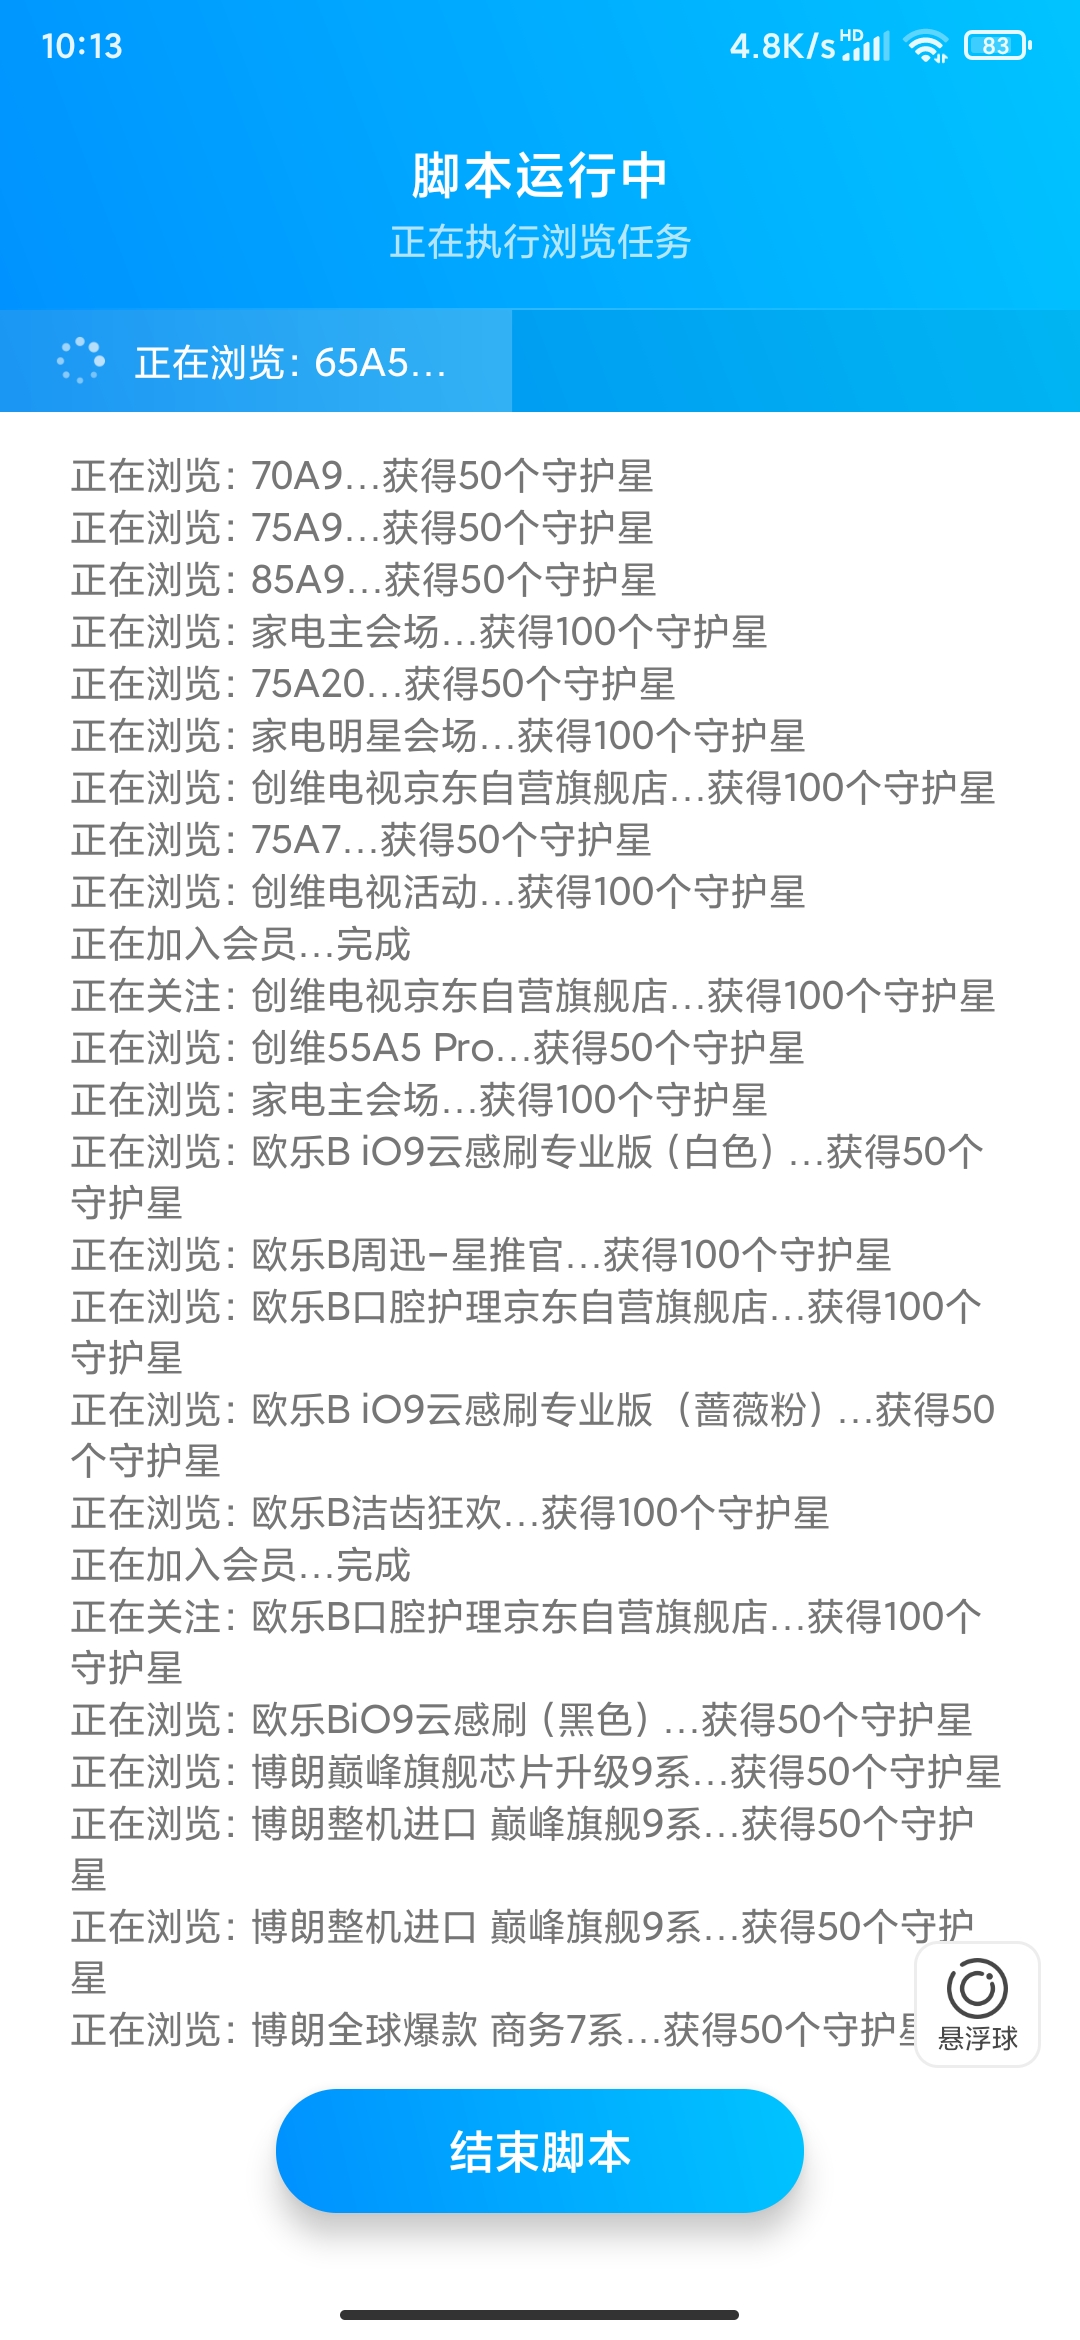 10:13
4.8K/s HD 83
脚本运行中
正在执行浏览任务
正在浏览：65A5...
正在浏览：70A9...获得50个守护星
正在浏览：75A9...获得50个守护星
正在浏览：85A9...获得50个守护星
正在浏览：家电主会场...获得100个守护星
正在浏览：75A20...获得50个守护星
正在浏览：家电明星会场...获得100个守护星
正在浏览：创维电视京东自营旗舰店...获得100个守护星
正在浏览：75A7...获得50个守护星
正在浏览：创维电视活动...获得100个守护星
正在加入会员...完成
正在关注：创维电视京东自营旗舰店...获得100个守护星
正在浏览：创维55A5 Pro...获得50个守护星
正在浏览：家电主会场...获得100个守护星
正在浏览：欧乐B iO9云感刷专业版（白色）...获得50个
守护星
正在浏览：欧乐B周迅-星推官...获得100个守护星
正在浏览：欧乐B口腔护理京东自营旗舰店...获得100个
守护星
正在浏览：欧乐B iO9云感刷专业版（蔷薇粉）...获得50
个守护星
正在浏览：欧乐B洁齿狂欢...获得100个守护星
正在加入会员...完成
正在关注：欧乐B口腔护理京东自营旗舰店...获得100个
守护星
正在浏览：欧乐BiO9云感刷（黑色）...获得50个守护星
正在浏览：博朗巅峰旗舰芯片升级9系...获得50个守护星
正在浏览：博朗整机进口 巅峰旗舰9系...获得50个守护
星
正在浏览：博朗整机进口 巅峰旗舰9系...获得50个守护
星
正在浏览：博朗全球爆款 商务7系...获得50个守护星
悬浮球
结束脚本